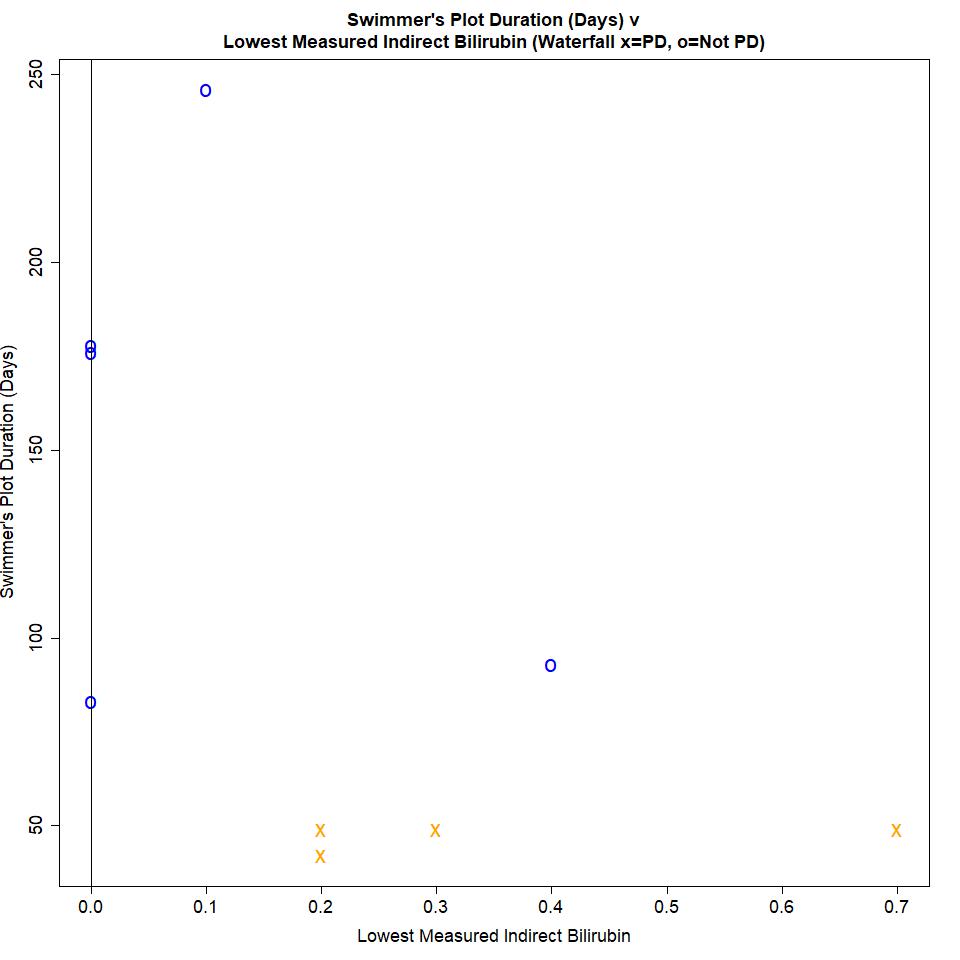 Swimmer's Plot Duration (Days) v
Lowest Measured Indirect Bilirubin (Waterfall x=PD, o=Not PD)
Swimmer's Plot Duration (Days)
250
200
150
100
50
O
O
O
O
O
X
X
X
X
0.0 0.1 0.2 0.3 0.4 0.5 0.6 0.7
Lowest Measured Indirect Bilirubin